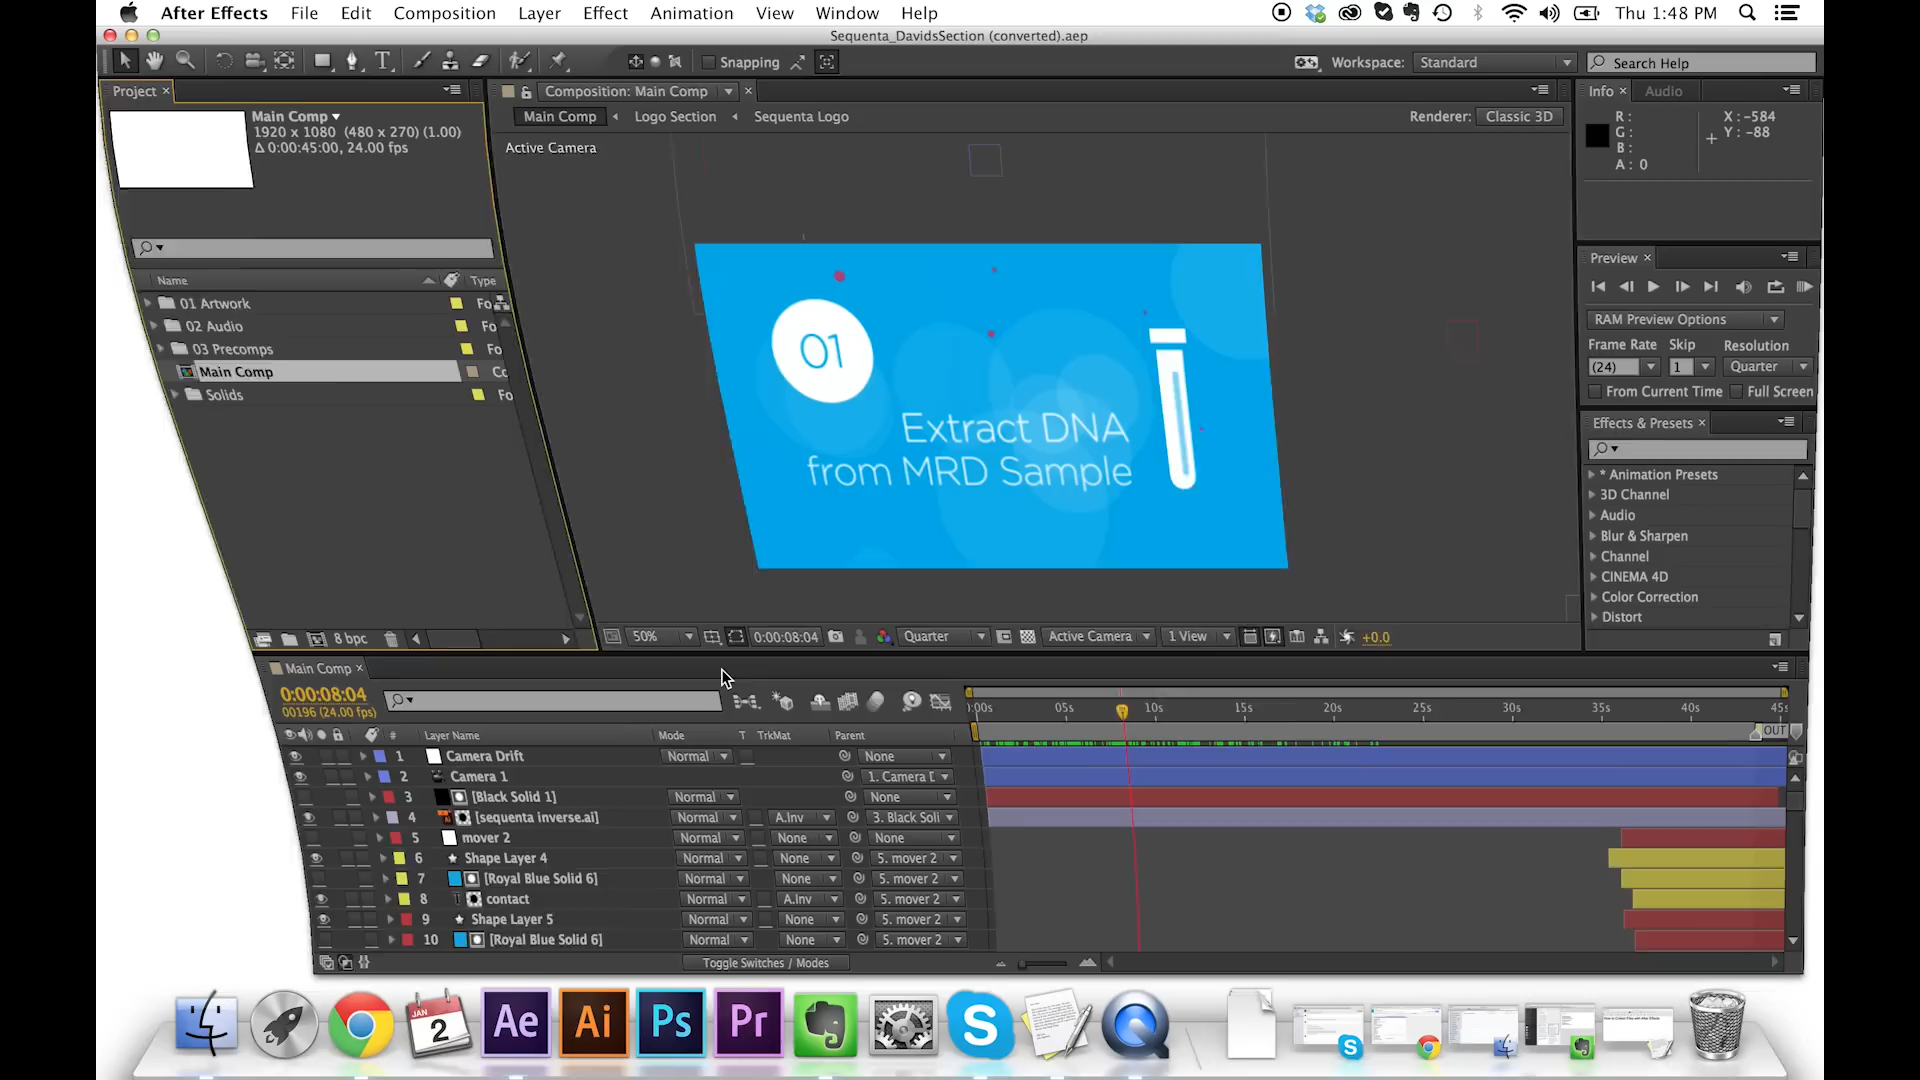 After Effects File Edit Composition Layer Effect Animation View Window Help Thu 1:48 PM
Sequenta_DavidsSection (converted).aep
T Snapping Workspace: Standard Search Help
Project × Composition: Main Comp × Info × Audio
Main Comp
1920 x 1080 (480 x 270) (1.00)
Δ 0:00:45:00, 24.00 fps
Main Comp Logo Section Sequenta Logo Renderer: Classic 3D
Active Camera
R :
G :
B :
A : 0
X : -584
Y : -88
Name Type
01 Artwork Fo
02 Audio Fo
03 Precomps Fo
Main Comp Co
Solids Fo
01
Extract DNA
from MRD Sample
Preview ×
RAM Preview Options
Frame Rate Skip Resolution
(24) 1 Quarter
From Current Time Full Screen
Effects & Presets ×
* Animation Presets
3D Channel
Audio
Blur & Sharpen
Channel
CINEMA 4D
Color Correction
Distort
8 bpc 50% 0:00:08:04 Quarter Active Camera 1 View +0.0
Main Comp ×
0:00:08:04
00196 (24.00 fps)
):00s 05s 10s 15s 20s 25s 30s 35s 40s 45s
OUT
# Layer Name Mode T TrkMat Parent
1 Camera Drift Normal None
2 Camera 1 1. Camera D
3 [Black Solid 1] Normal None
4 [sequenta inverse.ai] Normal A.Inv 3. Black Soli
5 mover 2 Normal None None
6 Shape Layer 4 Normal None 5. mover 2
7 [Royal Blue Solid 6] Normal None 5. mover 2
8 T contact Normal A.Inv 5. mover 2
9 Shape Layer 5 Normal None 5. mover 2
10 [Royal Blue Solid 6] Normal None 5. mover 2
Toggle Switches / Modes
JAN
2
Ae Ai Ps Pr S
S